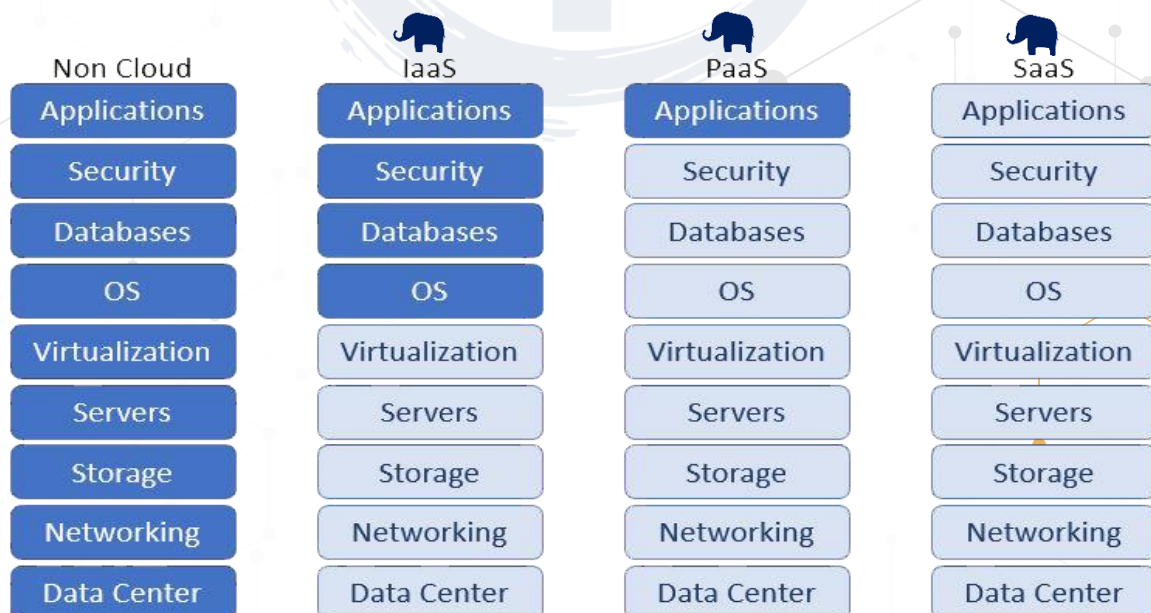 Non Cloud
IaaS
PaaS
SaaS
Applications
Applications
Applications
Applications
Security
Security
Security
Security
Databases
Databases
Databases
Databases
OS
OS
OS
OS
Virtualization
Virtualization
Virtualization
Virtualization
Servers
Servers
Servers
Servers
Storage
Storage
Storage
Storage
Networking
Networking
Networking
Networking
Data Center
Data Center
Data Center
Data Center